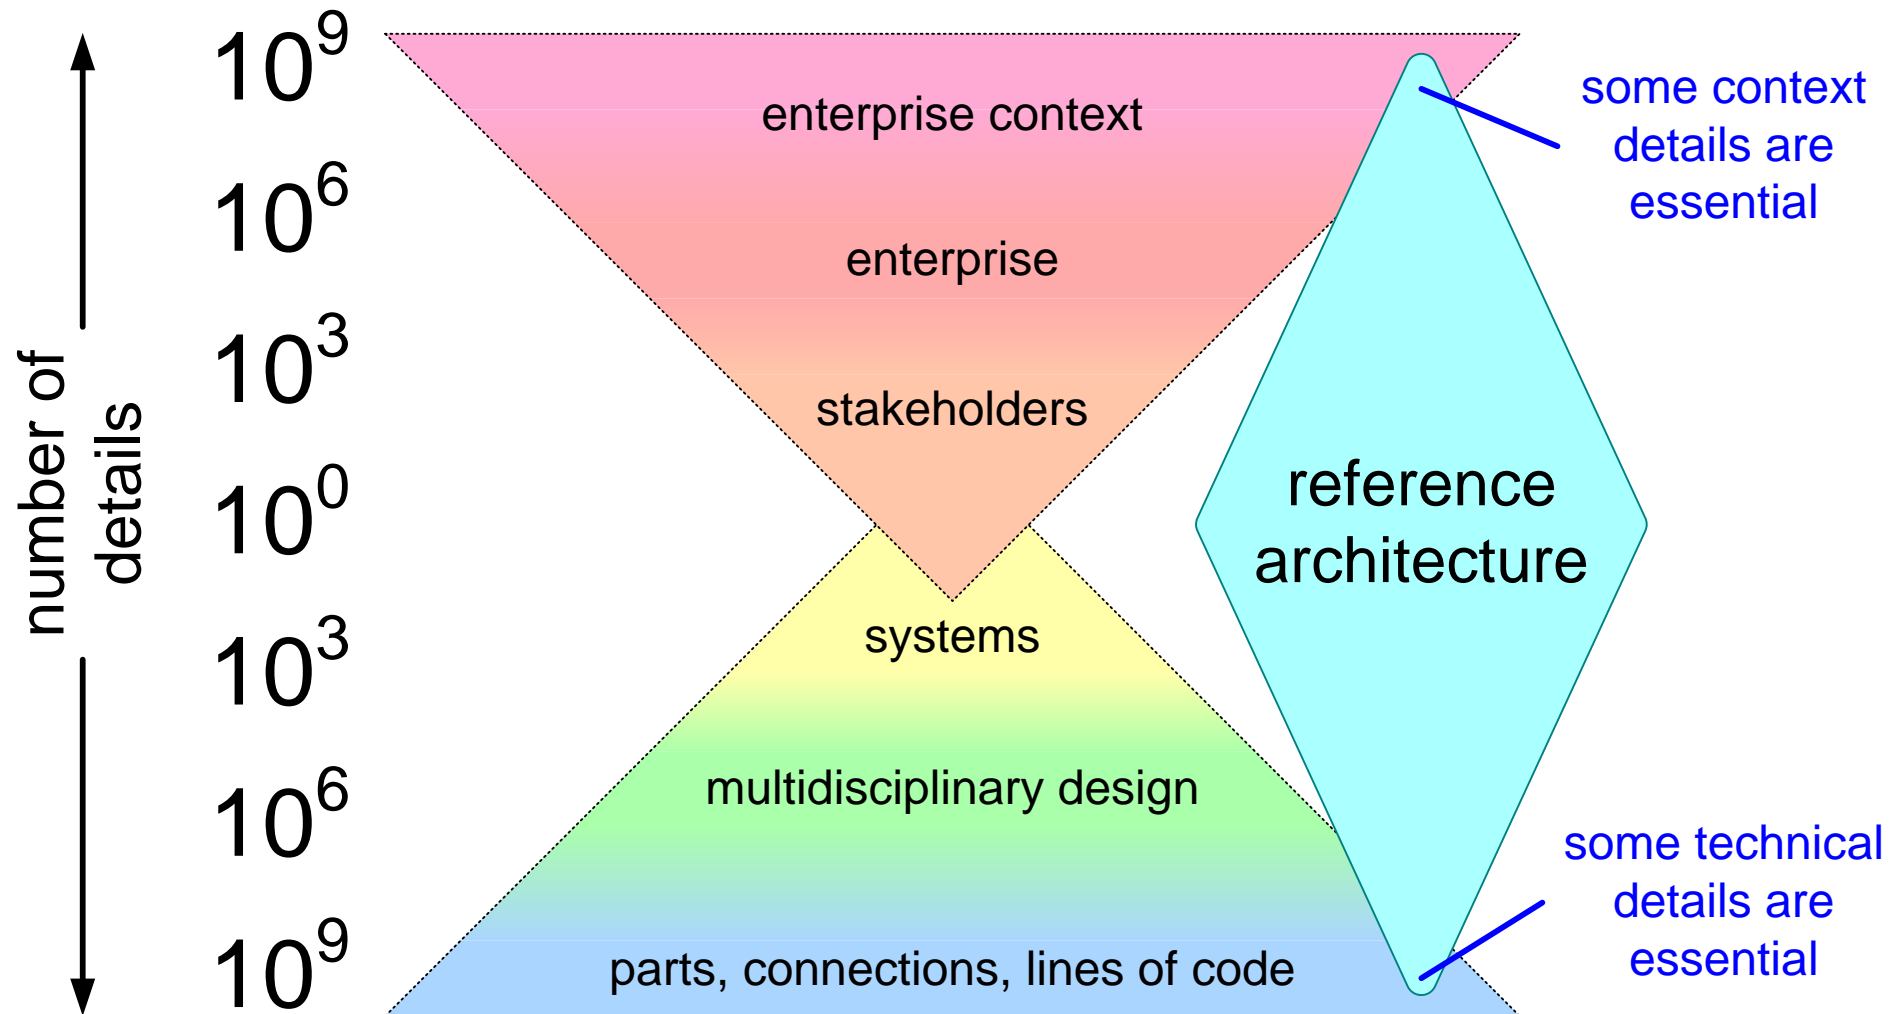 number of
details
10^9
10^6
10^3
10^0
10^3
10^6
10^9
enterprise context
enterprise
stakeholders
systems
multidisciplinary design
parts, connections, lines of code
reference
architecture
some context
details are
essential
some technical
details are
essential